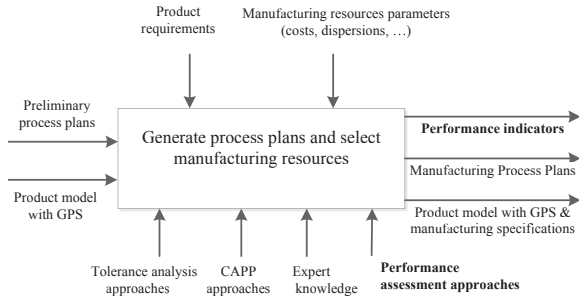 Product
requirements
Manufacturing resources parameters
(costs, dispersions, ...)
Preliminary
process plans
Product model
with GPS
Generate process plans and select
manufacturing resources
Performance indicators
Manufacturing Process Plans
Product model with GPS &
manufacturing specifications
Tolerance analysis
approaches
CAPP
approaches
Expert
knowledge
Performance
assessment approaches